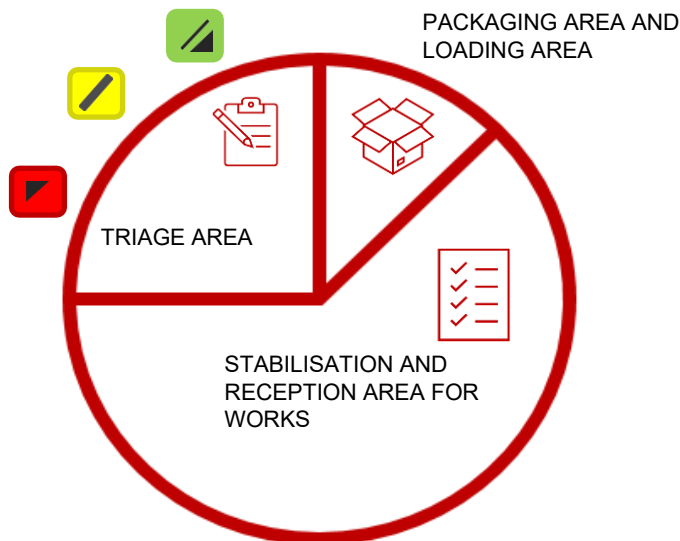 PACKAGING AREA AND
LOADING AREA
TRIAGE AREA
STABILISATION AND
RECEPTION AREA FOR
WORKS